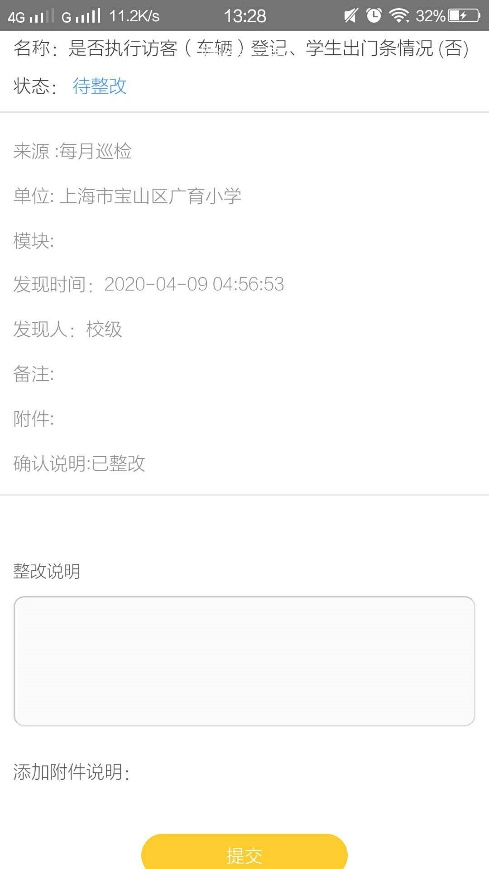 4G G 11.2K/s 13:28 32%
名称：是否执行访客（车辆）登记、学生出门条情况 (否)
状态： 待整改
来源 :每月巡检
单位: 上海市宝山区广育小学
模块:
发现时间：2020-04-09 04:56:53
发现人：校级
备注:
附件:
确认说明:已整改
整改说明
添加附件说明：
提交